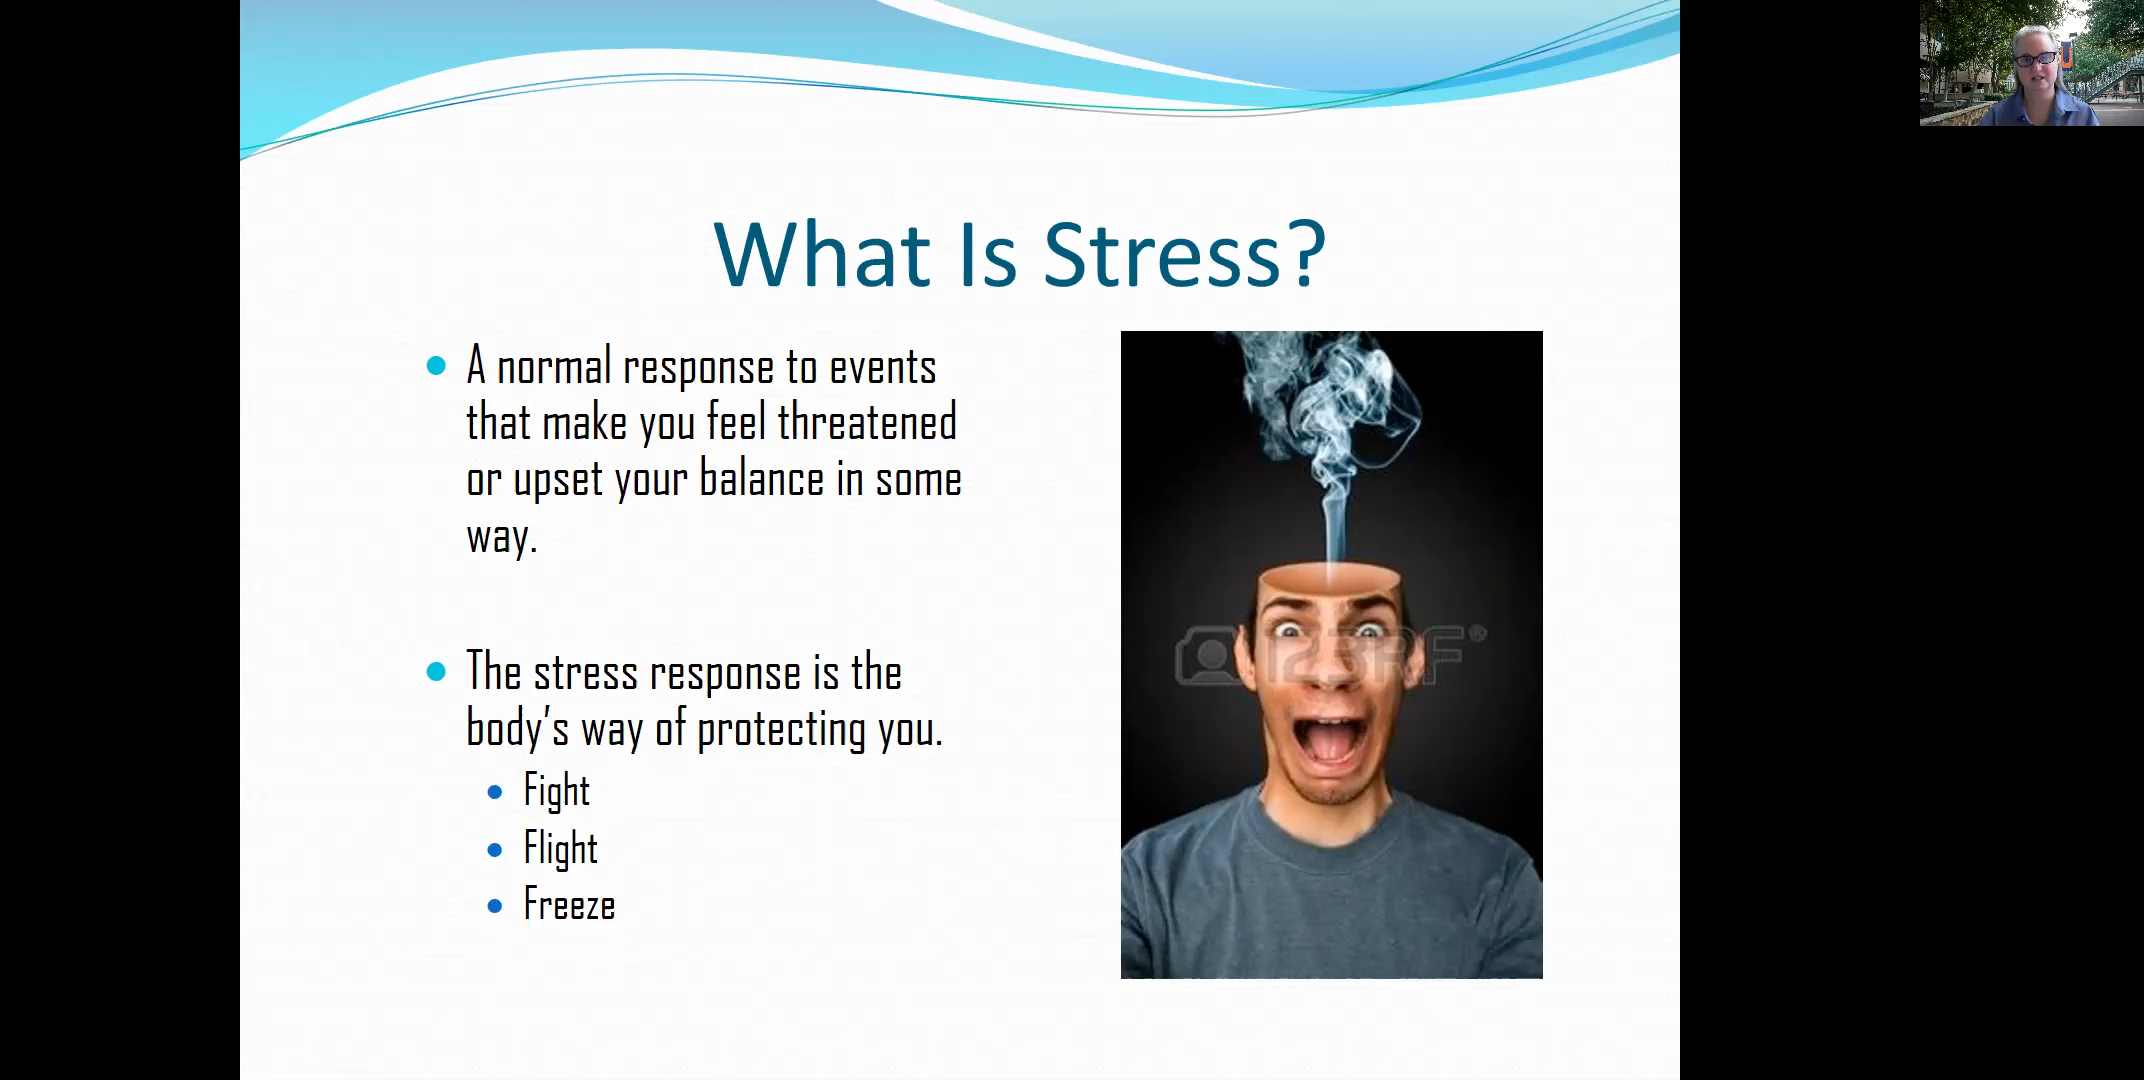 What Is Stress?
A normal response to events
that make you feel threatened
or upset your balance in some
way.
The stress response is the
body's way of protecting you.
Fight
Flight
Freeze
123RF®